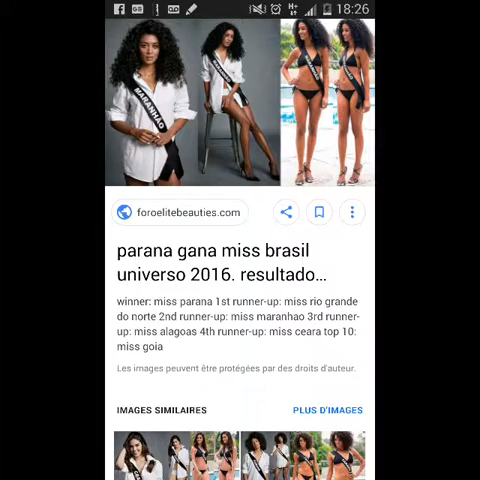 18:26
MARANHÃO
foroelitebeauties.com
parana gana miss brasil
universo 2016. resultado...
winner: miss parana 1st runner-up: miss rio grande
do norte 2nd runner-up: miss maranhao 3rd runner-
up: miss alagoas 4th runner-up: miss ceara top 10:
miss goia
Les images peuvent être protégées par des droits d'auteur.
IMAGES SIMILAIRES
PLUS D'IMAGES